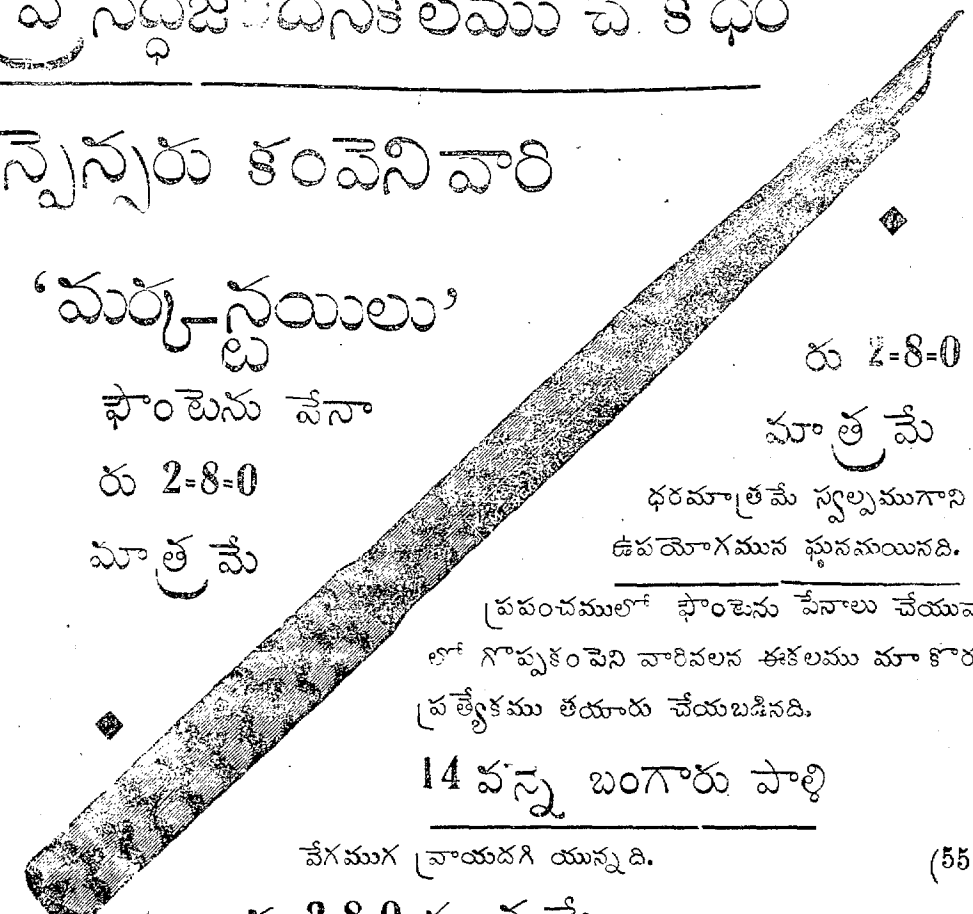 స్పెన్సరు కంపెనివారి
‘మర్క-న్టయిలు’
ఫౌంటెను పేనా
రు 2-8-0
మాత్రమే
రు 2-8-0
మాత్రమే
ధరమాత్రమే స్వల్పముగాని
ఉపయోగమున ఘనమయినది.
ప్రపంచములో ఫౌంటెను పేనాలు చేయు
లో గొప్పకంపెని వారివలన ఈకలము మా
ప్రత్యేకము తయారు చేయబడినది.
14 వన్నె బంగారు పాళీ
వేగముగ వ్రాయదగి యున్నది.
(55